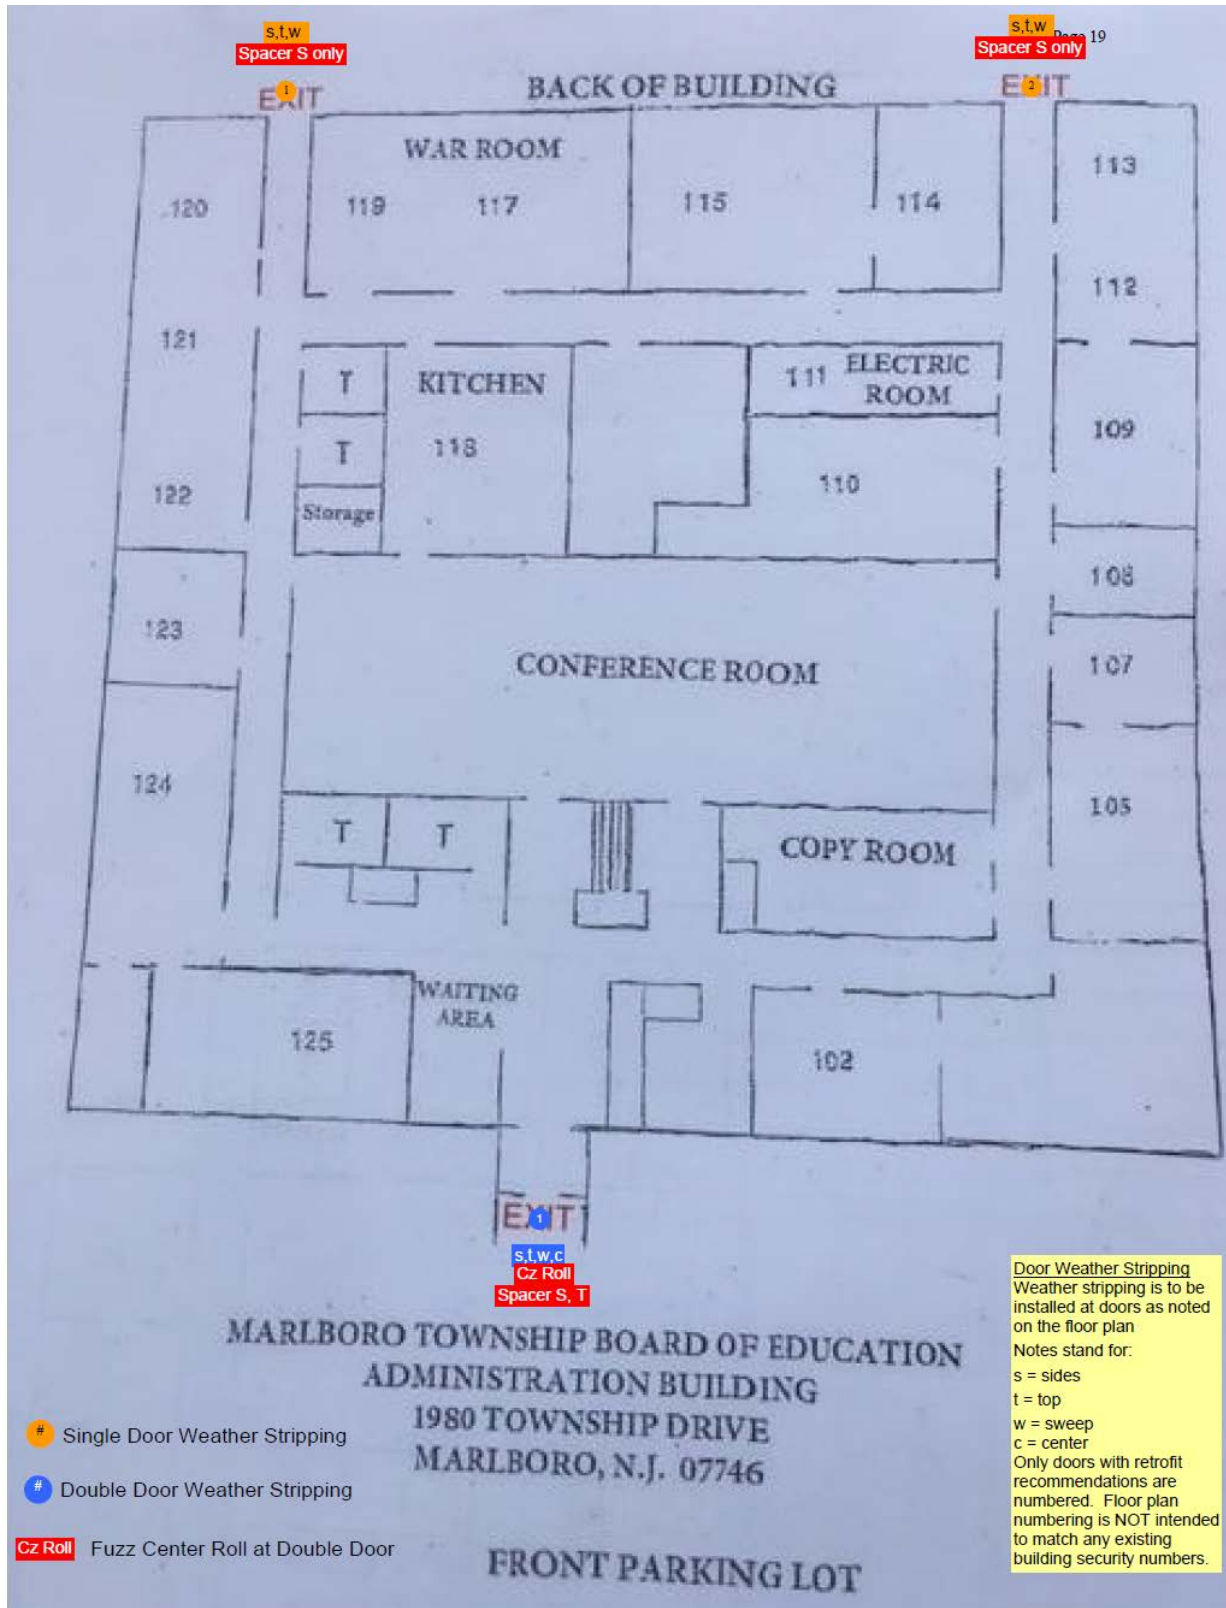 s,t,w
Spacer S only
s,t,w
Page 19
Spacer S only
EXIT
1
BACK OF BUILDING
EXIT
2
WAR ROOM
113
120
119
117
115
114
112
121
T
KITCHEN
111
ELECTRIC
ROOM
109
T
118
110
122
Storage
108
123
CONFERENCE ROOM
107
124
105
T
T
COPY ROOM
WAITING
AREA
125
102
EXIT
1
s,t,w,c
Cz Roll
Spacer S, T
MARLBORO TOWNSHIP BOARD OF EDUCATION
ADMINISTRATION BUILDING
1980 TOWNSHIP DRIVE
MARLBORO, N.J. 07746
FRONT PARKING LOT
# Single Door Weather Stripping
# Double Door Weather Stripping
Cz Roll Fuzz Center Roll at Double Door
Door Weather Stripping
Weather stripping is to be
installed at doors as noted
on the floor plan
Notes stand for:
s = sides
t = top
w = sweep
c = center
Only doors with retrofit
recommendations are
numbered. Floor plan
numbering is NOT intended
to match any existing
building security numbers.